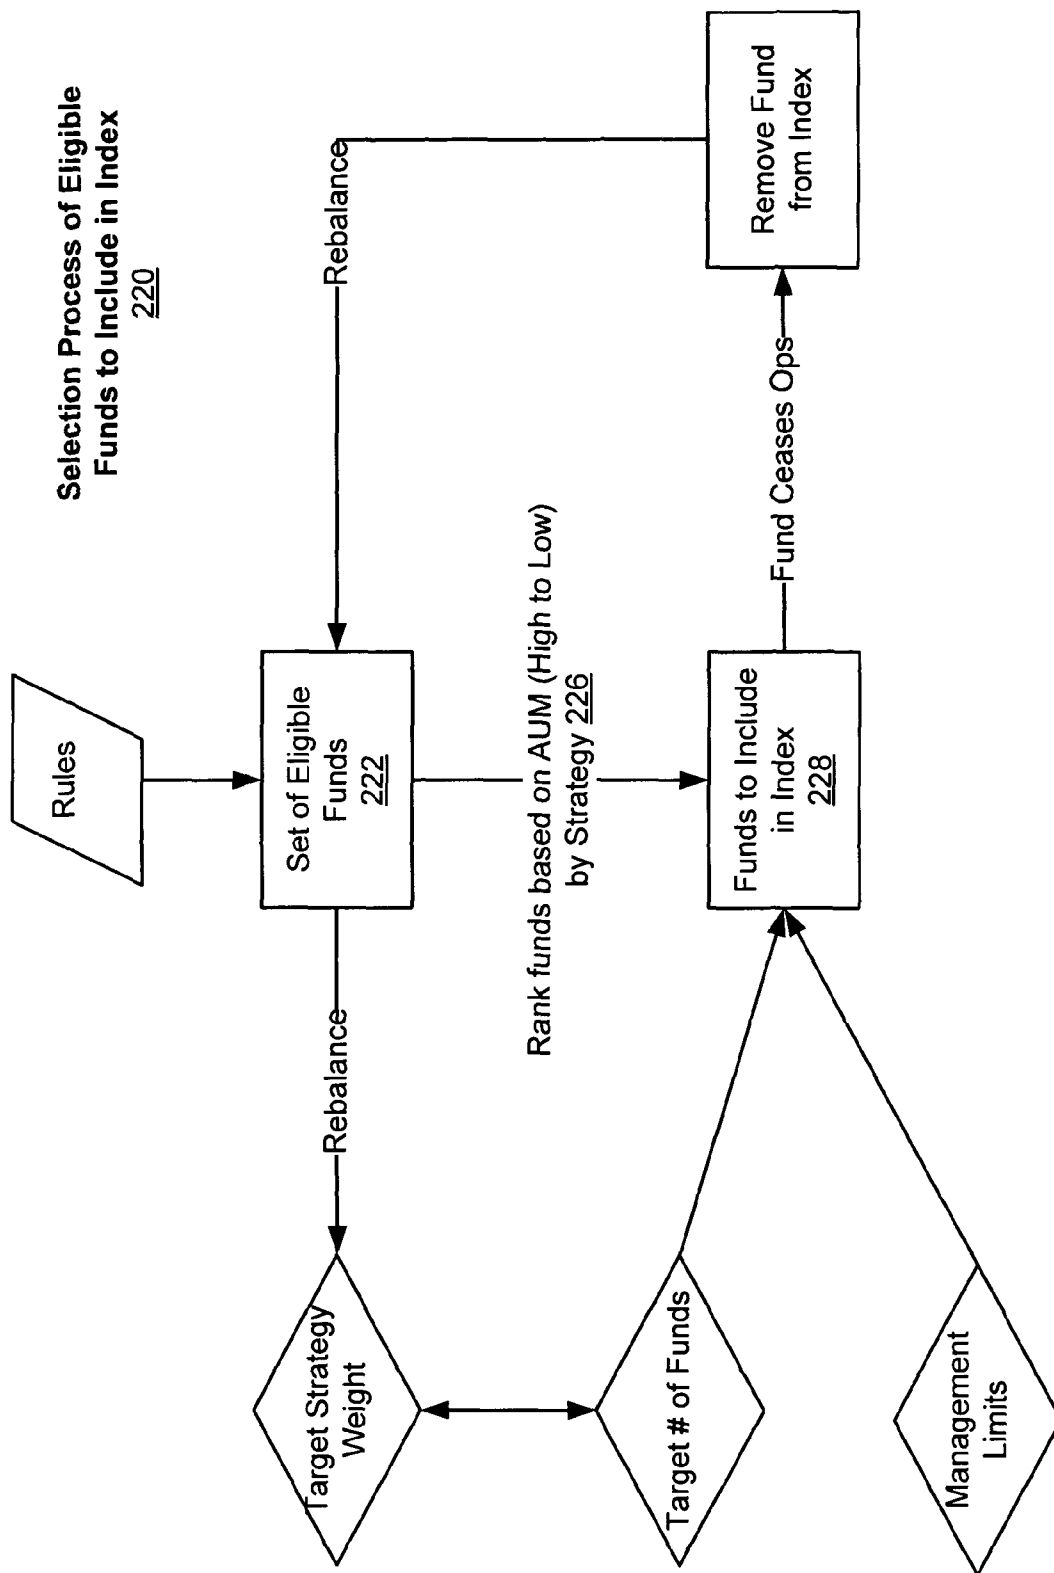 Selection Process of Eligible
Funds to Include in Index
220
Rules
Rebalance
Set of Eligible
Funds
222
Rebalance
Target Strategy
Weight
Rank funds based on AUM (High to Low)
by Strategy 226
Target # of Funds
Funds to Include
in Index
228
Fund Ceases Ops
Remove Fund
from Index
Management
Limits